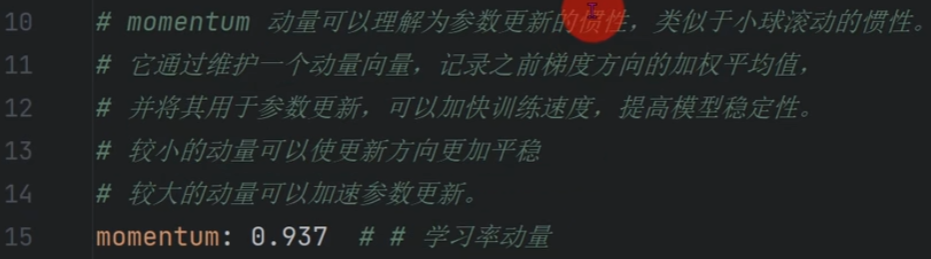 10 # momentum 动量可以理解为参数更新的惯性，类似于小球滚动的惯性。
11 # 它通过维护一个动量向量，记录之前梯度方向的加权平均值，
12 # 并将其用于参数更新，可以加快训练速度，提高模型稳定性。
13 # 较小的动量可以使更新方向更加平稳
14 # 较大的动量可以加速参数更新。
15 momentum: 0.937  # # 学习率动量